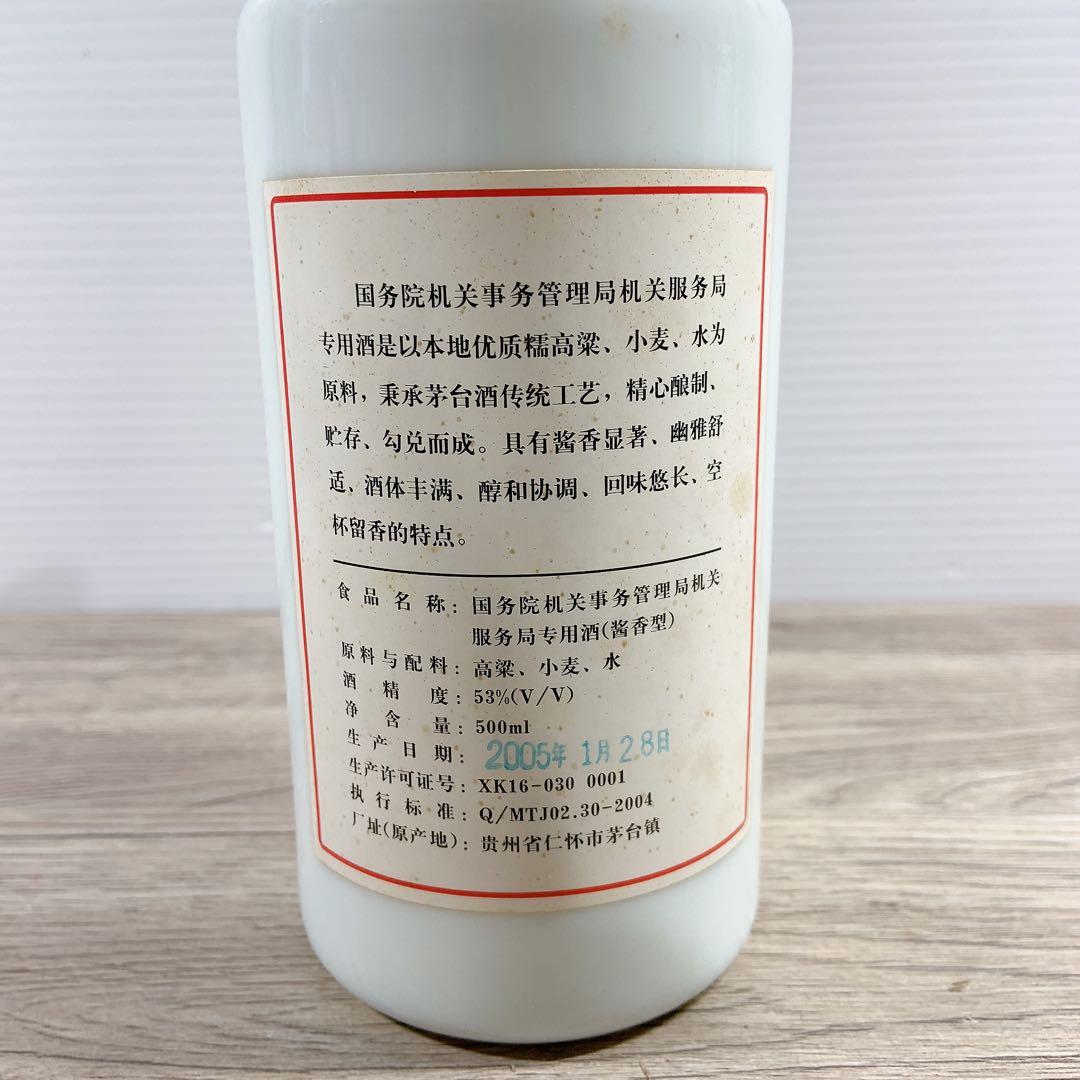 国务院机关事务管理局机关服务局
专用酒是以本地优质糯高粱、小麦、水为
原料，秉承茅台酒传统工艺，精心酿制、
贮存、勾兑而成。具有酱香显著、幽雅舒
适、酒体丰满、醇和协调、回味悠长、空
杯留香的特点。
食品名称：国务院机关事务管理局机关
服务局专用酒(酱香型)
原料与配料：高粱、小麦、水
酒精度：53%(V/V)
净含量：500ml
生产日期：2005年1月28日
生产许可证号：XK16-030 0001
执行标准：Q/MTJ02.30-2004
厂址(原产地)：贵州省仁怀市茅台镇